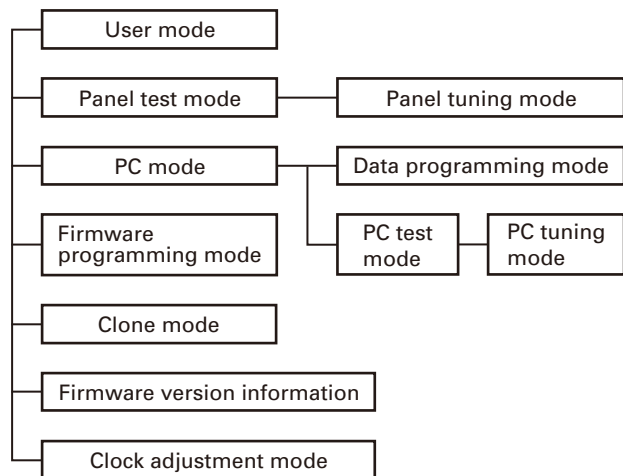 User mode
Panel test mode
Panel tuning mode
PC mode
Data programming mode
Firmware
programming mode
PC test
mode
PC tuning
mode
Clone mode
Firmware version information
Clock adjustment mode